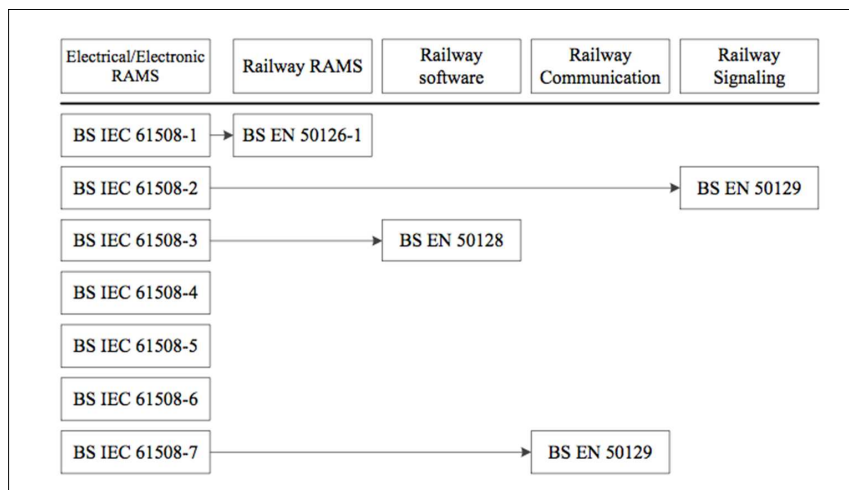 Electrical/Electronic
RAMS
Railway RAMS
Railway
software
Railway
Communication
Railway
Signaling
BS IEC 61508-1
BS EN 50126-1
BS IEC 61508-2
BS EN 50129
BS IEC 61508-3
BS EN 50128
BS IEC 61508-4
BS IEC 61508-5
BS IEC 61508-6
BS IEC 61508-7
BS EN 50129